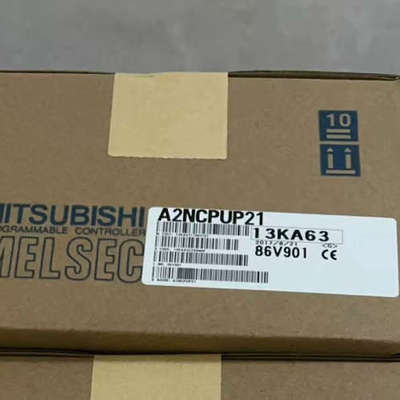 10
MITSUBISHI
PROGRAMMABLE CONTROLLER
MELSEC
A2NCPUP21
13KA63
86V901 CE